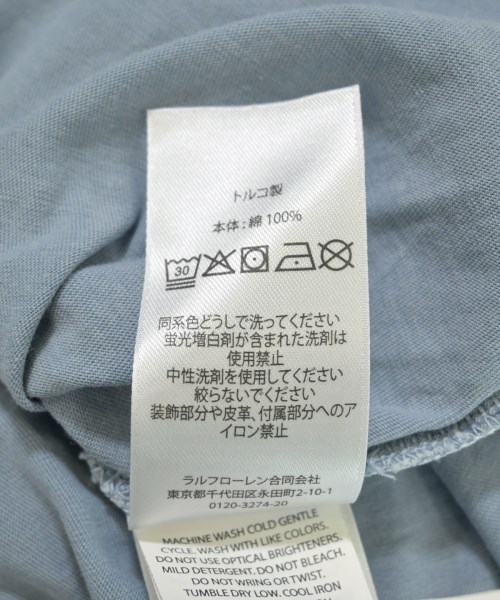 トルコ製
本体:綿100%
30
同系色どうしで洗ってください
蛍光増白剤が含まれた洗剤は
使用禁止
中性洗剤を使用してください
絞らないでください
装飾部分や皮革、付属部分へのア
イロン禁止
ラルフローレン合同会社
東京都千代田区永田町2-10-1
0120-3274-20
MACHINE WASH COLD GENTLE
CYCLE. WASH WITH LIKE COLORS.
DO NOT USE OPTICAL BRIGHTENERS.
MILD DETERGENT. DO NOT BLEACH.
DO NOT WRING OR TWIST.
TUMBLE DRY LOW. COOL IRON